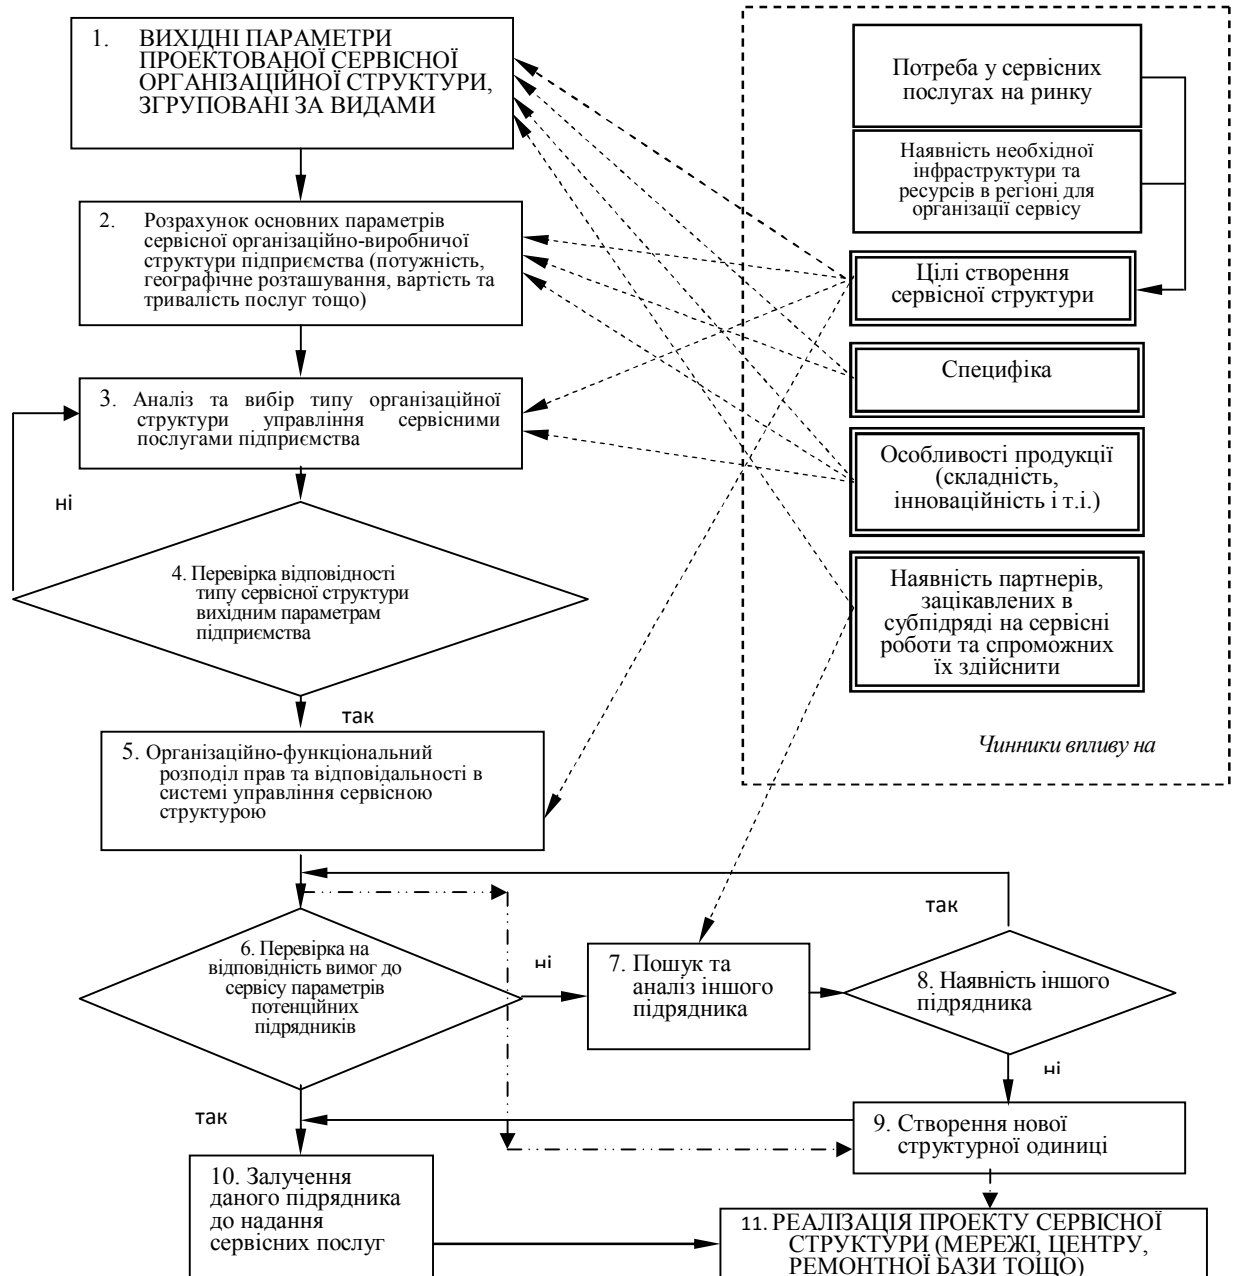 1. ВИХІДНІ ПАРАМЕТРИ
ПРОЕКТОВАНОЇ СЕРВІСНОЇ
ОРГАНІЗАЦІЙНОЇ СТРУКТУРИ,
ЗГРУПОВАНІ ЗА ВИДАМИ
2. Розрахунок основних параметрів
сервісної організаційно-виробничої
структури підприємства (потужність,
географічне розташування, вартість та
тривалість послуг тощо)
3. Аналіз та вибір типу організаційної
структури управління сервісними
послугами підприємства
ні
4. Перевірка відповідності
типу сервісної структури
вихідним параметрам
підприємства
так
5. Організаційно-функціональний
розподіл прав та відповідальності в
системі управління сервісною
структурою
Потреба у сервісних
послугах на ринку
Наявність необхідної
інфраструктури та
ресурсів в регіоні для
організації сервісу
Цілі створення
сервісної структури
Специфіка
Особливості продукції
(складність,
інноваційність і т.і.)
Наявність партнерів,
зацікавлених в
субпідряді на сервісні
роботи та спроможних
їх здійснити
Чинники впливу на
6. Перевірка на
відповідність вимог до
сервісу параметрів
потенційних
підрядників
ні
7. Пошук та
аналіз іншого
підрядника
так
8. Наявність іншого
підрядника
ні
так
9. Створення нової
структурної одиниці
10. Залучення
даного підрядника
до надання
сервісних послуг
11. РЕАЛІЗАЦІЯ ПРОЕКТУ СЕРВІСНОЇ
СТРУКТУРИ (МЕРЕЖІ, ЦЕНТРУ,
РЕМОНТНОЇ БАЗИ ТОЩО)